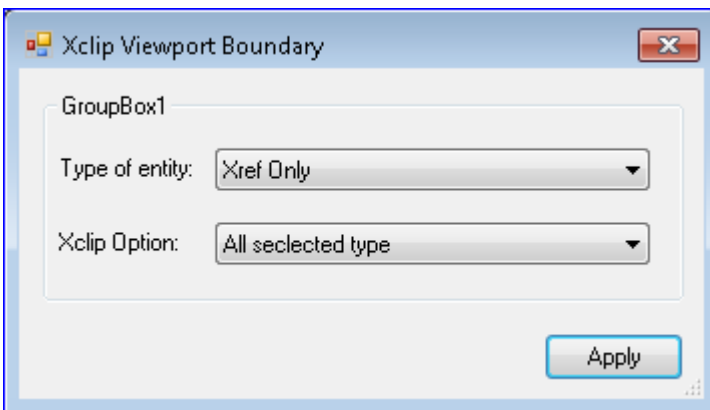 Xclip Viewport Boundary
GroupBox1
Type of entity: Xref Only
Xclip Option: All seclected type
Apply